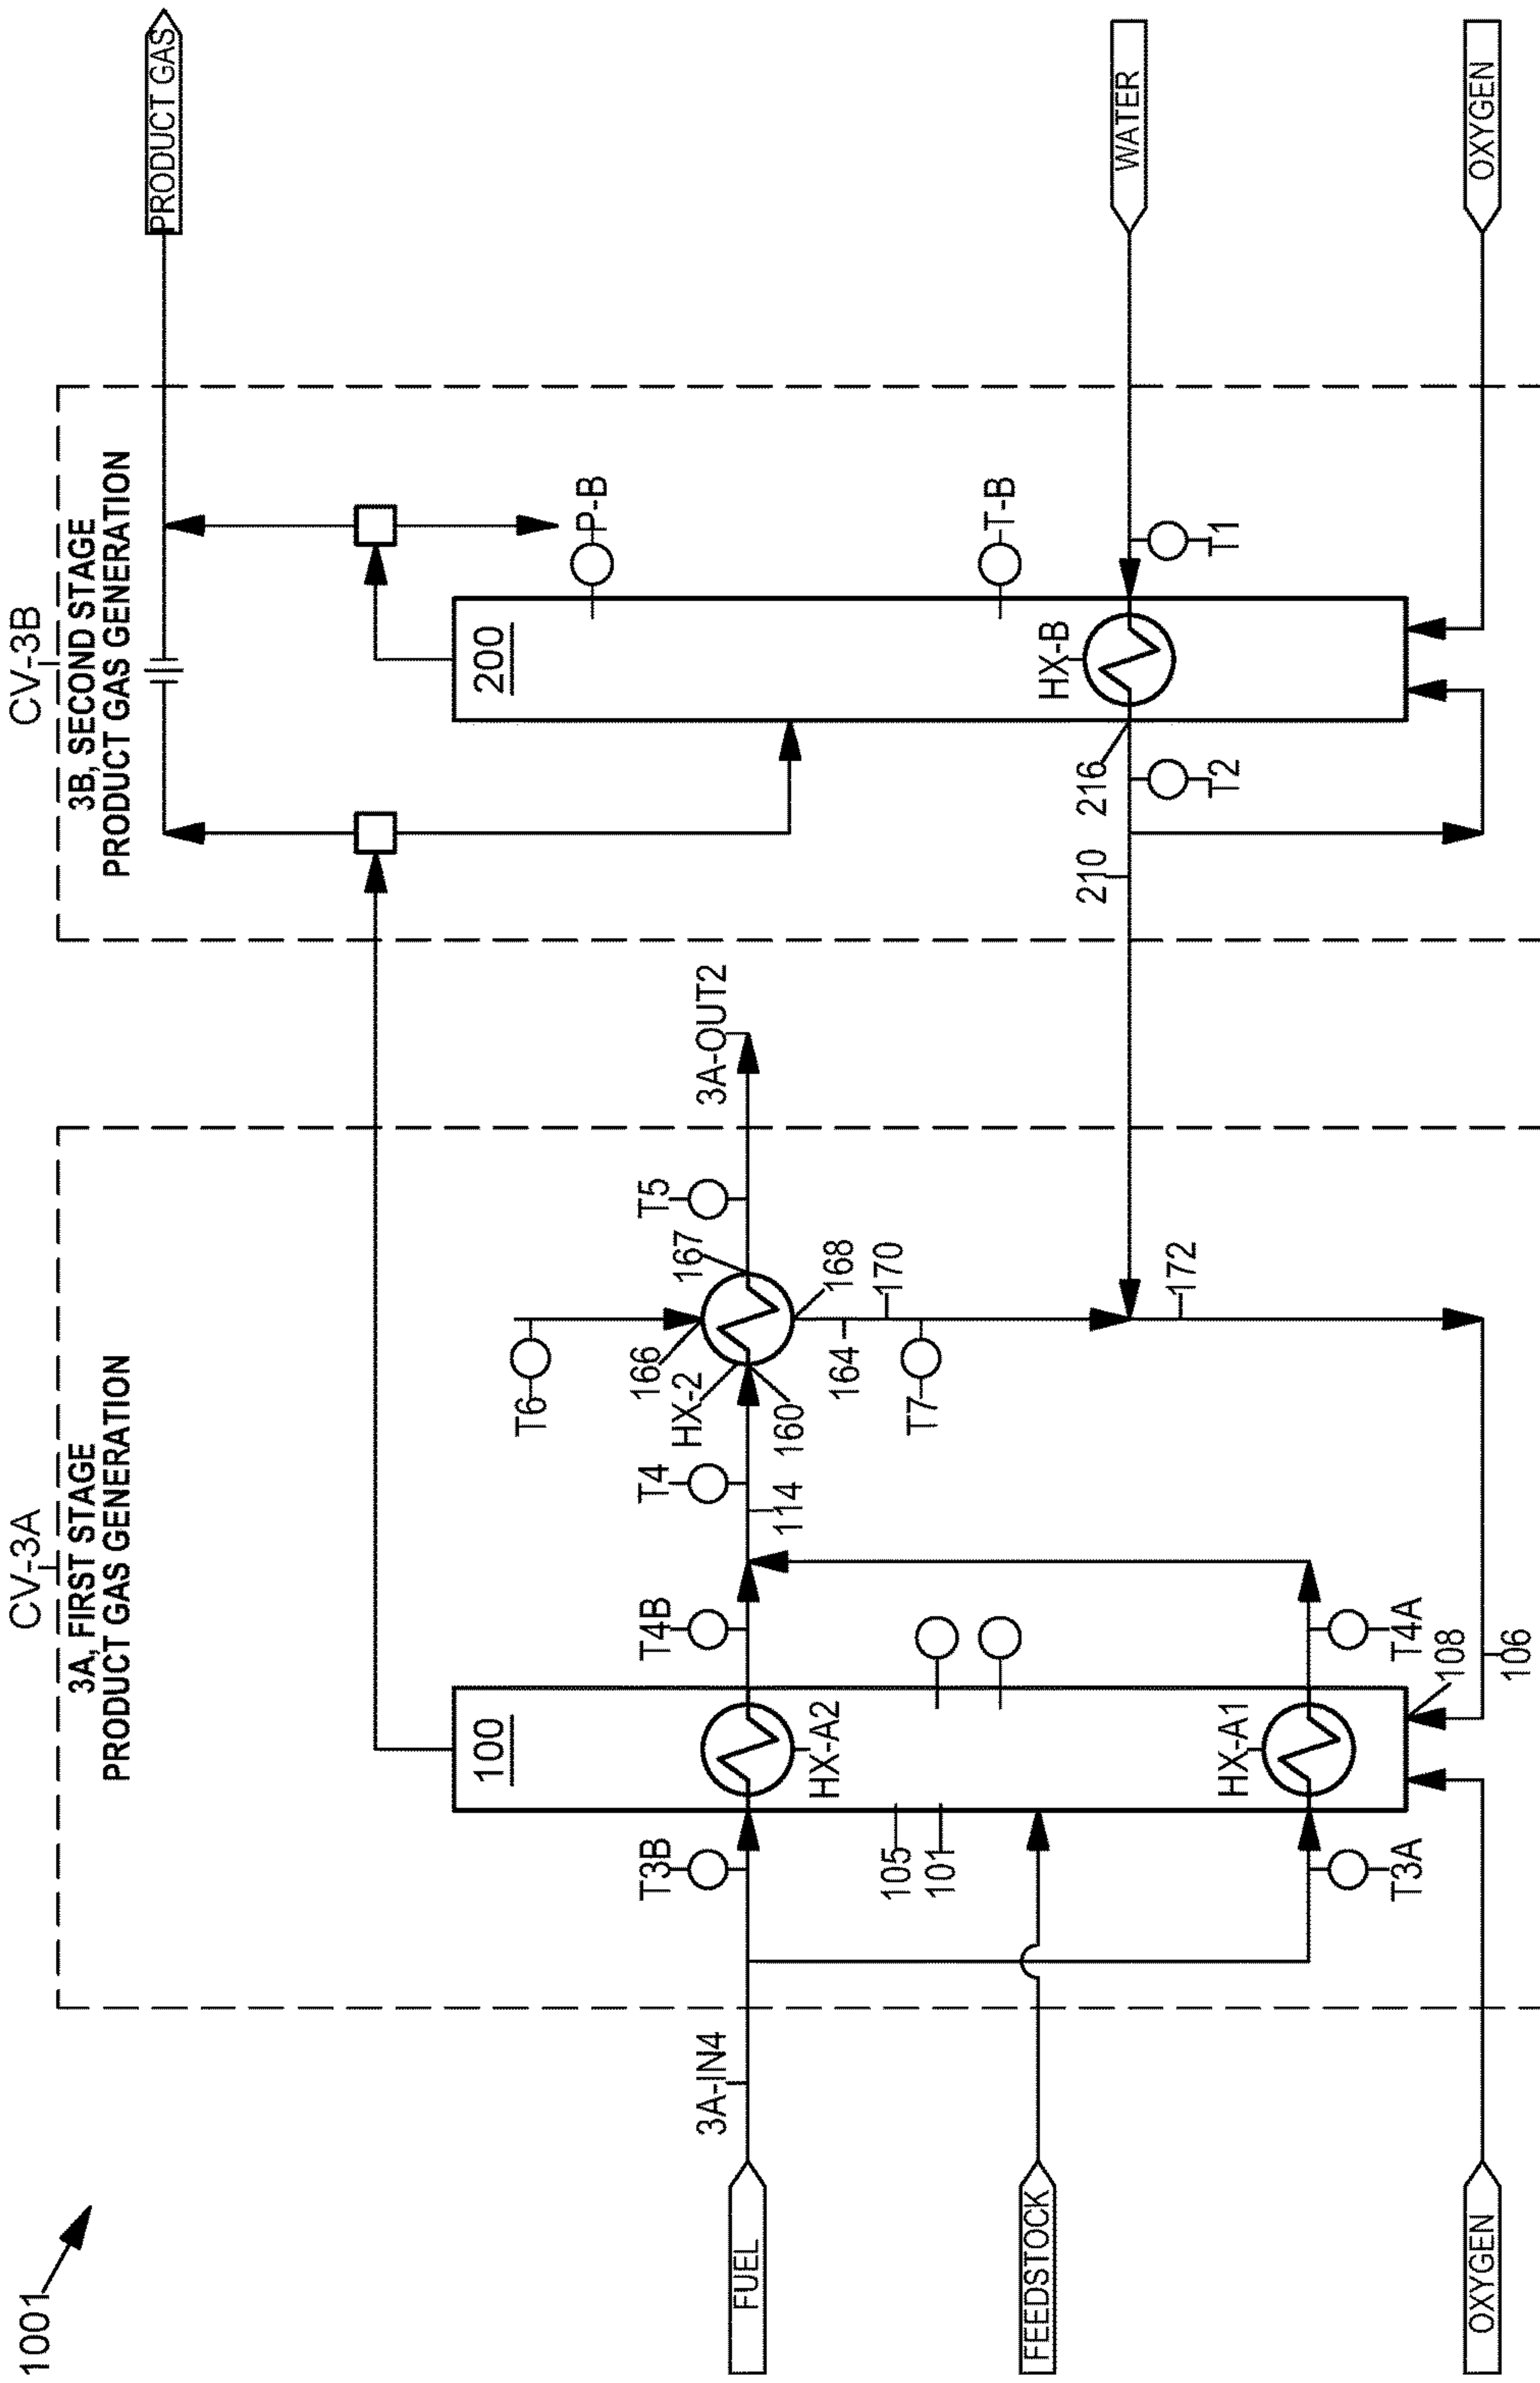 1001
CV-3A
3A, FIRST STAGE
PRODUCT GAS GENERATION
CV-3B
3B, SECOND STAGE
PRODUCT GAS GENERATION
PRODUCT GAS
FUEL
3A-IN4
FEEDSTOCK
OXYGEN
T3B
T3A
105
101
100
HX-A2
HX-A1
T4B
T4A
108
106
114
T4
HX-2
160
166
T6
167
T5
168
164
170
T7
172
3A-OUT2
210
216
T2
200
HX-B
P-B
T-B
T1
WATER
OXYGEN